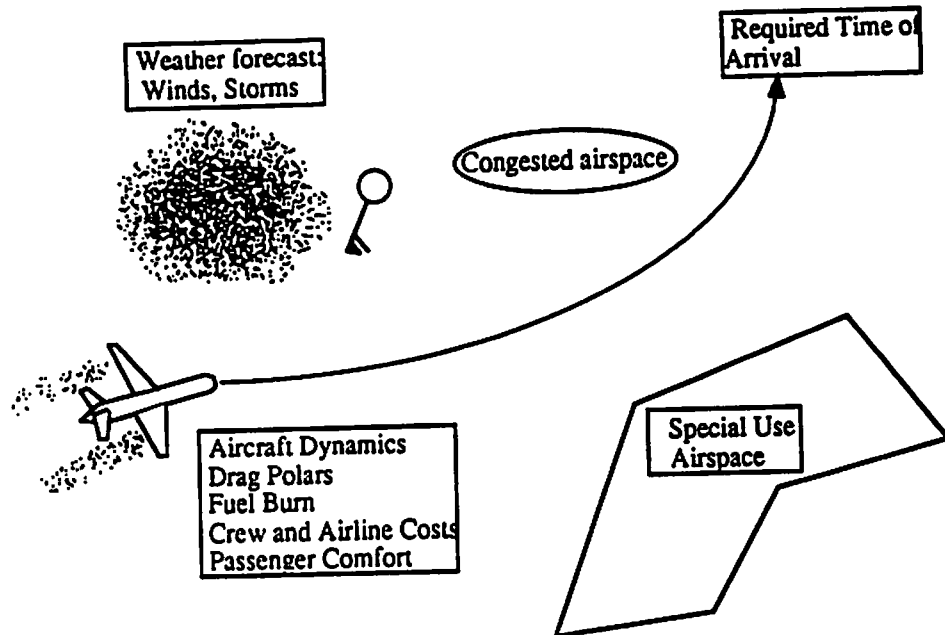 Weather forecast:
Winds, Storms
Required Time of
Arrival
Congested airspace
Aircraft Dynamics
Drag Polars
Fuel Burn
Crew and Airline Costs
Passenger Comfort
Special Use
Airspace